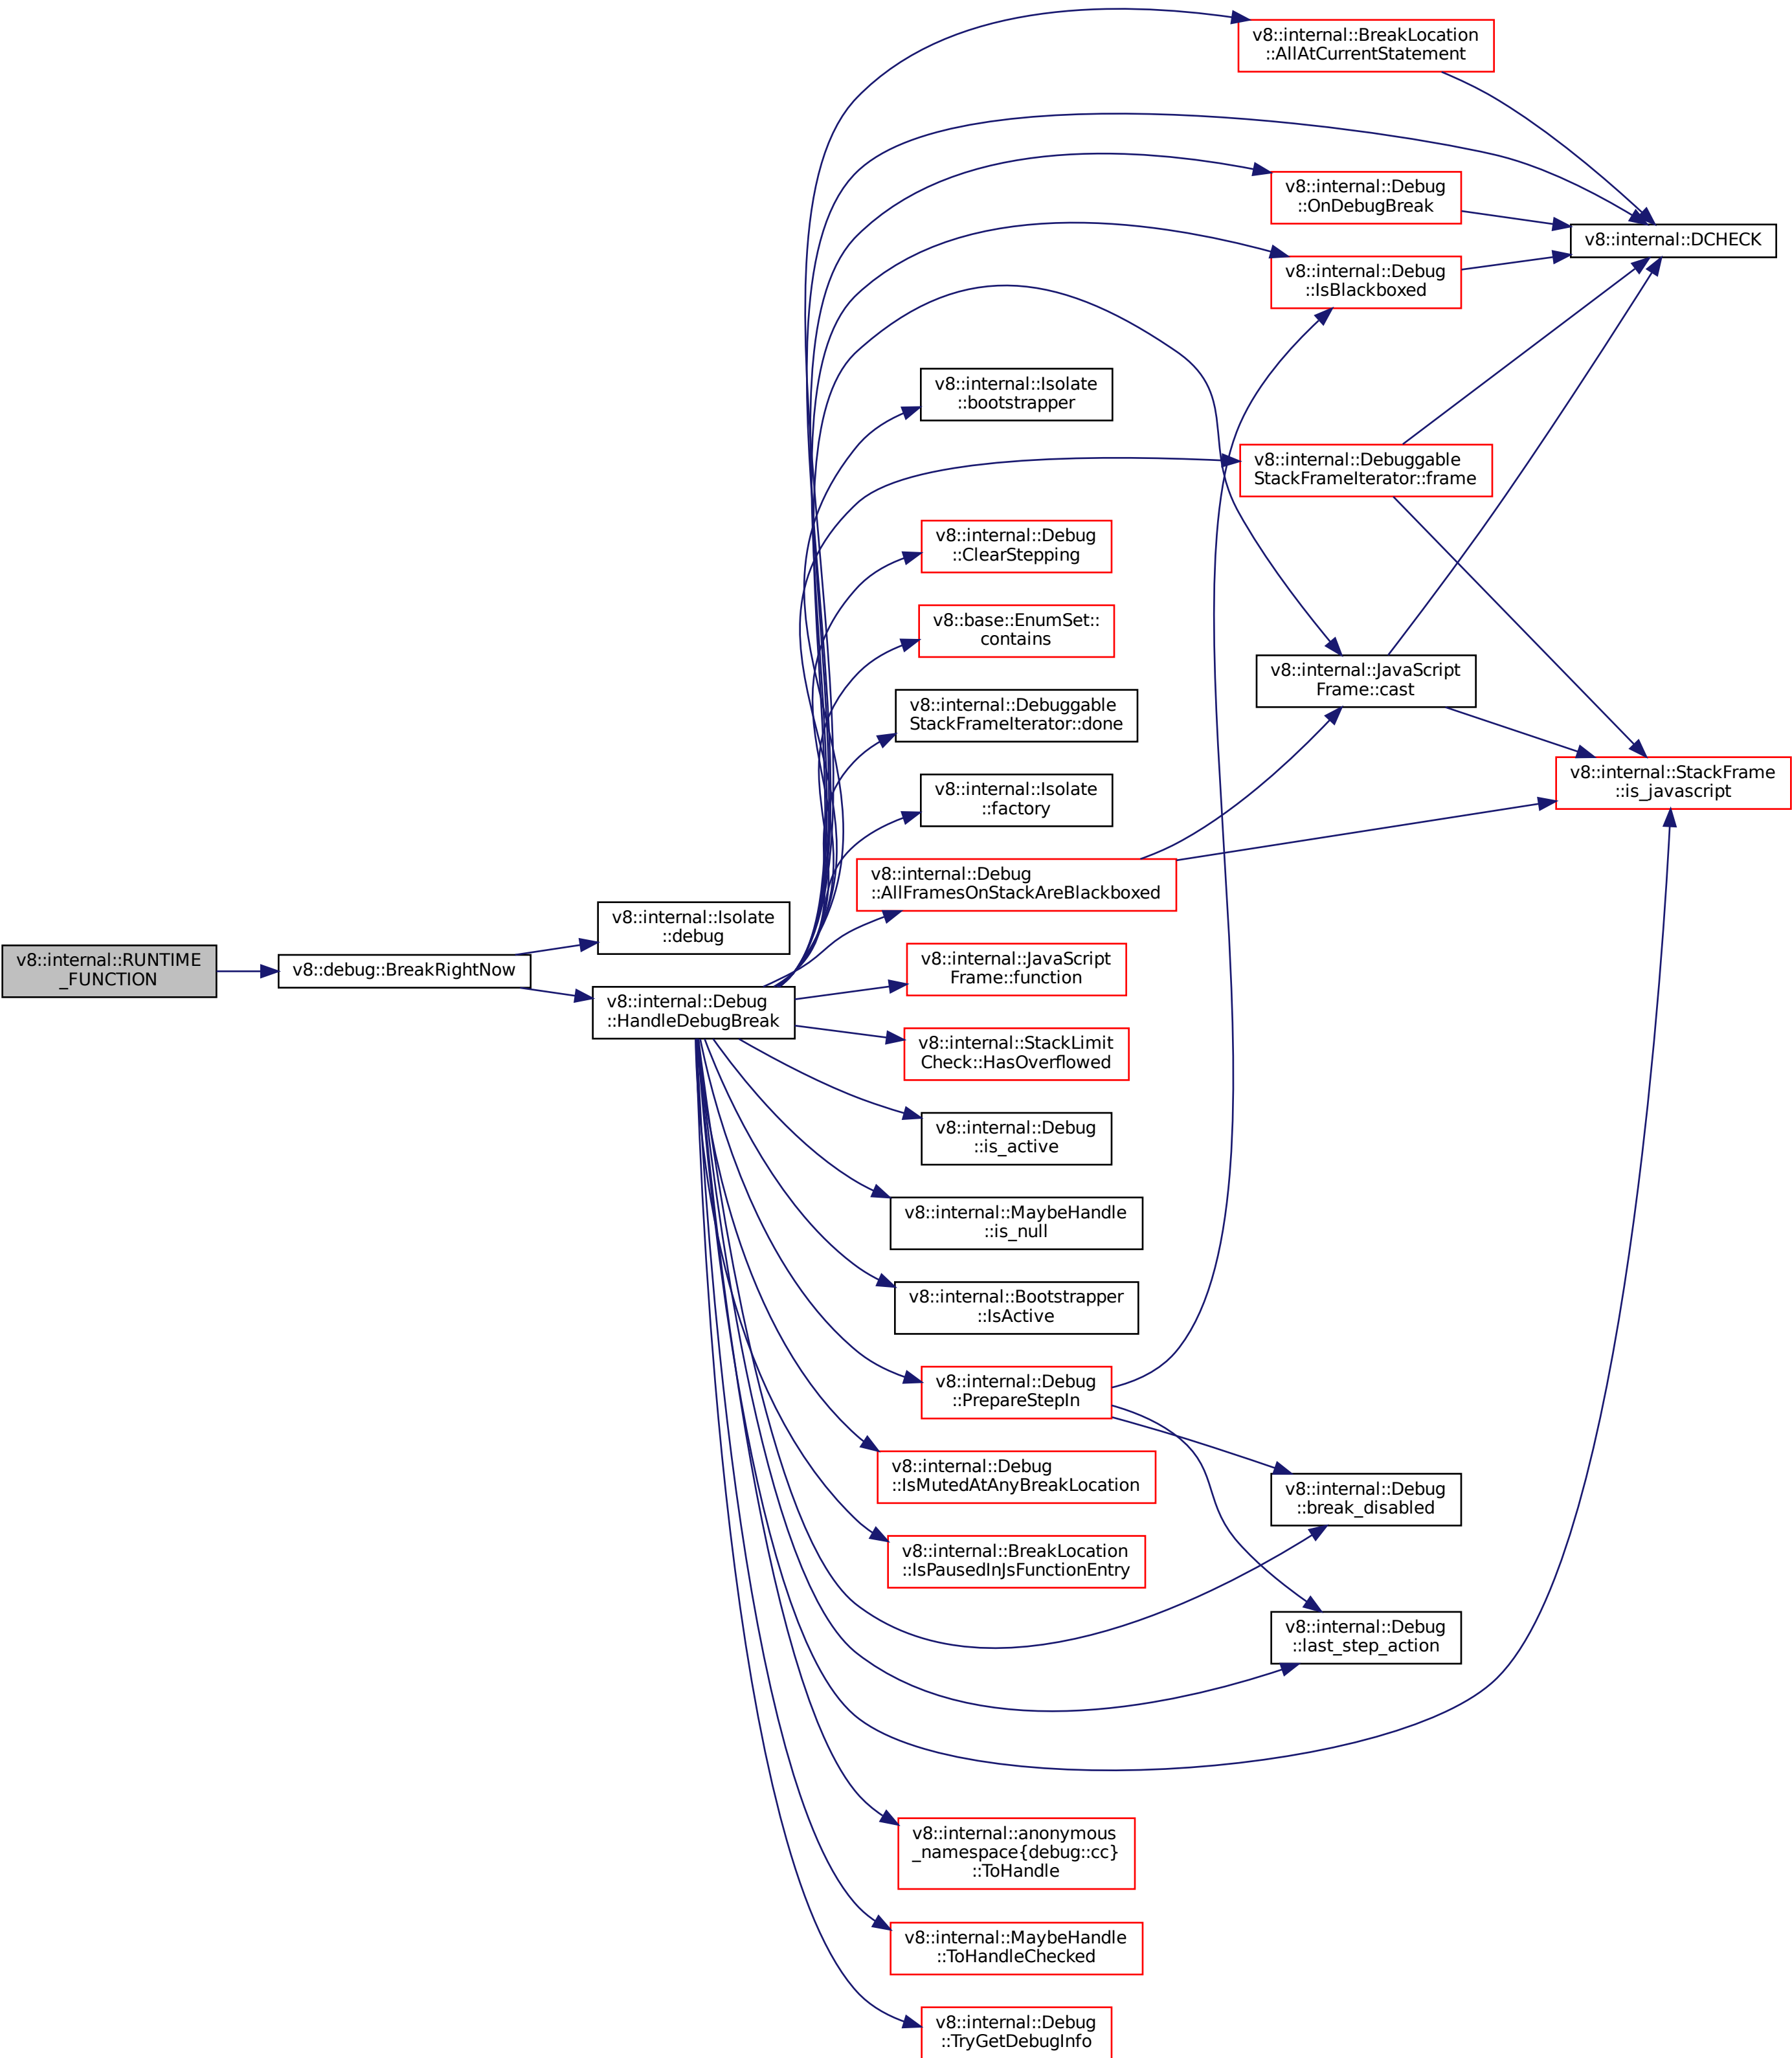 v8::internal::BreakLocation
::AllAtCurrentStatement
v8::internal::Debug
::OnDebugBreak
v8::internal::DCHECK
v8::internal::Debug
::IsBlackboxed
v8::internal::Isolate
::bootstrapper
v8::internal::Debuggable
StackFrameIterator::frame
v8::internal::Debug
::ClearStepping
v8::base::EnumSet::
contains
v8::internal::JavaScript
Frame::cast
v8::internal::Debuggable
StackFrameIterator::done
v8::internal::StackFrame
::is_javascript
v8::internal::Isolate
::factory
v8::internal::Debug
::AllFramesOnStackAreBlackboxed
v8::internal::Isolate
::debug
v8::internal::RUNTIME
_FUNCTION
v8::debug::BreakRightNow
v8::internal::JavaScript
Frame::function
v8::internal::Debug
::HandleDebugBreak
v8::internal::StackLimit
Check::HasOverflowed
v8::internal::Debug
::is_active
v8::internal::MaybeHandle
::is_null
v8::internal::Bootstrapper
::IsActive
v8::internal::Debug
::PrepareStepIn
v8::internal::Debug
::IsMutedAtAnyBreakLocation
v8::internal::Debug
::break_disabled
v8::internal::BreakLocation
::IsPausedInJsFunctionEntry
v8::internal::Debug
::last_step_action
v8::internal::anonymous
_namespace{debug::cc}
::ToHandle
v8::internal::MaybeHandle
::ToHandleChecked
v8::internal::Debug
::TryGetDebugInfo